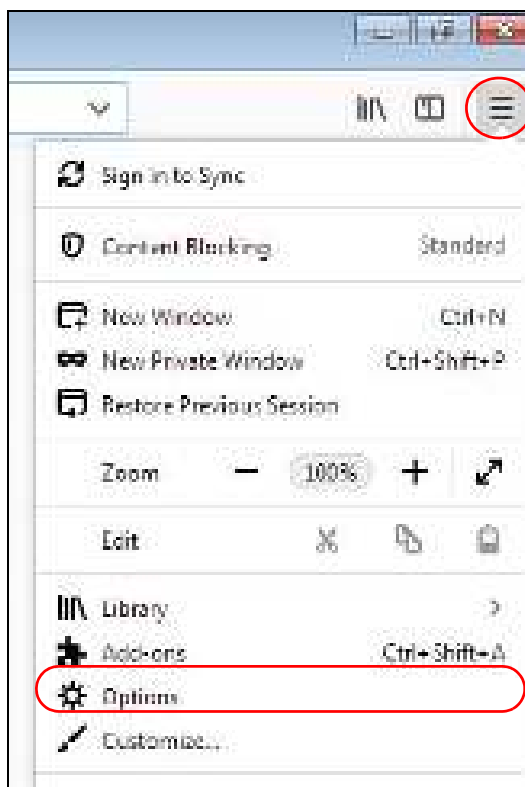 Sign in to Sync
Content Blocking Standard
New Window Ctrl+N
New Private Window Ctrl+Shift+P
Restore Previous Session
Zoom 100%
Edit
Library
Add-ons Ctrl+Shift+A
Options
Customize...